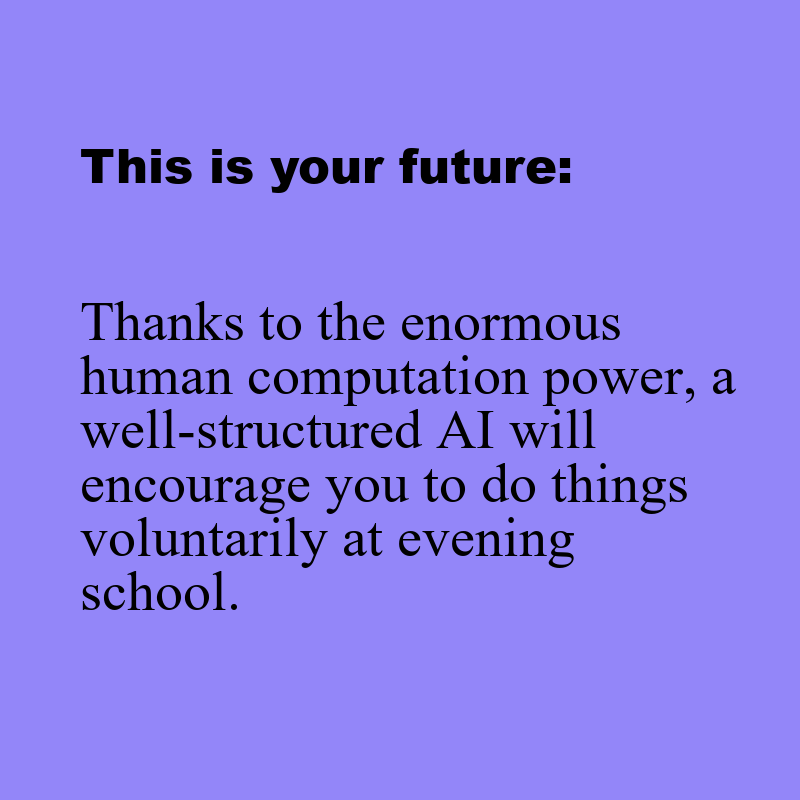 This is your future:
Thanks to the enormous
human computation power, a
well-structured AI will
encourage you to do things
voluntarily at evening
school.